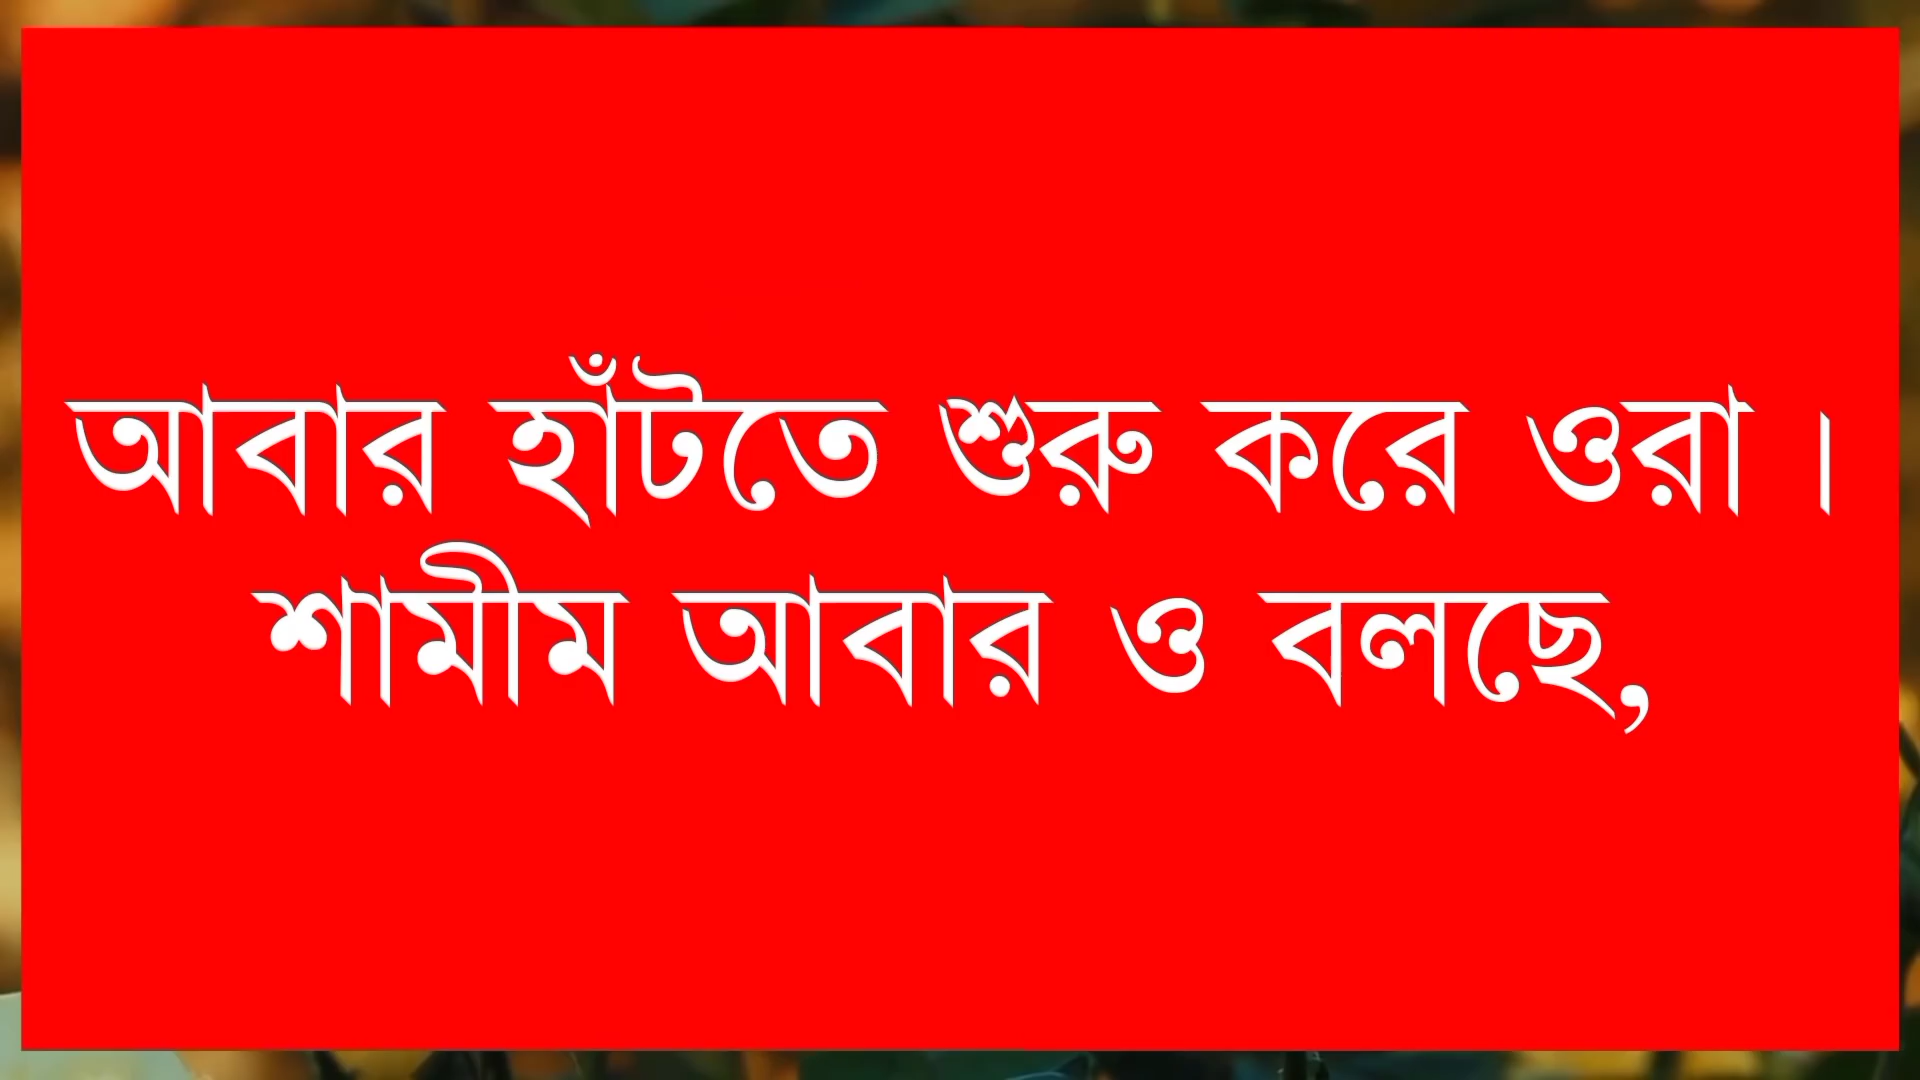 আবার হাঁটতে শুরু করে ওরা ।
শামীম আবার ও বলছে,